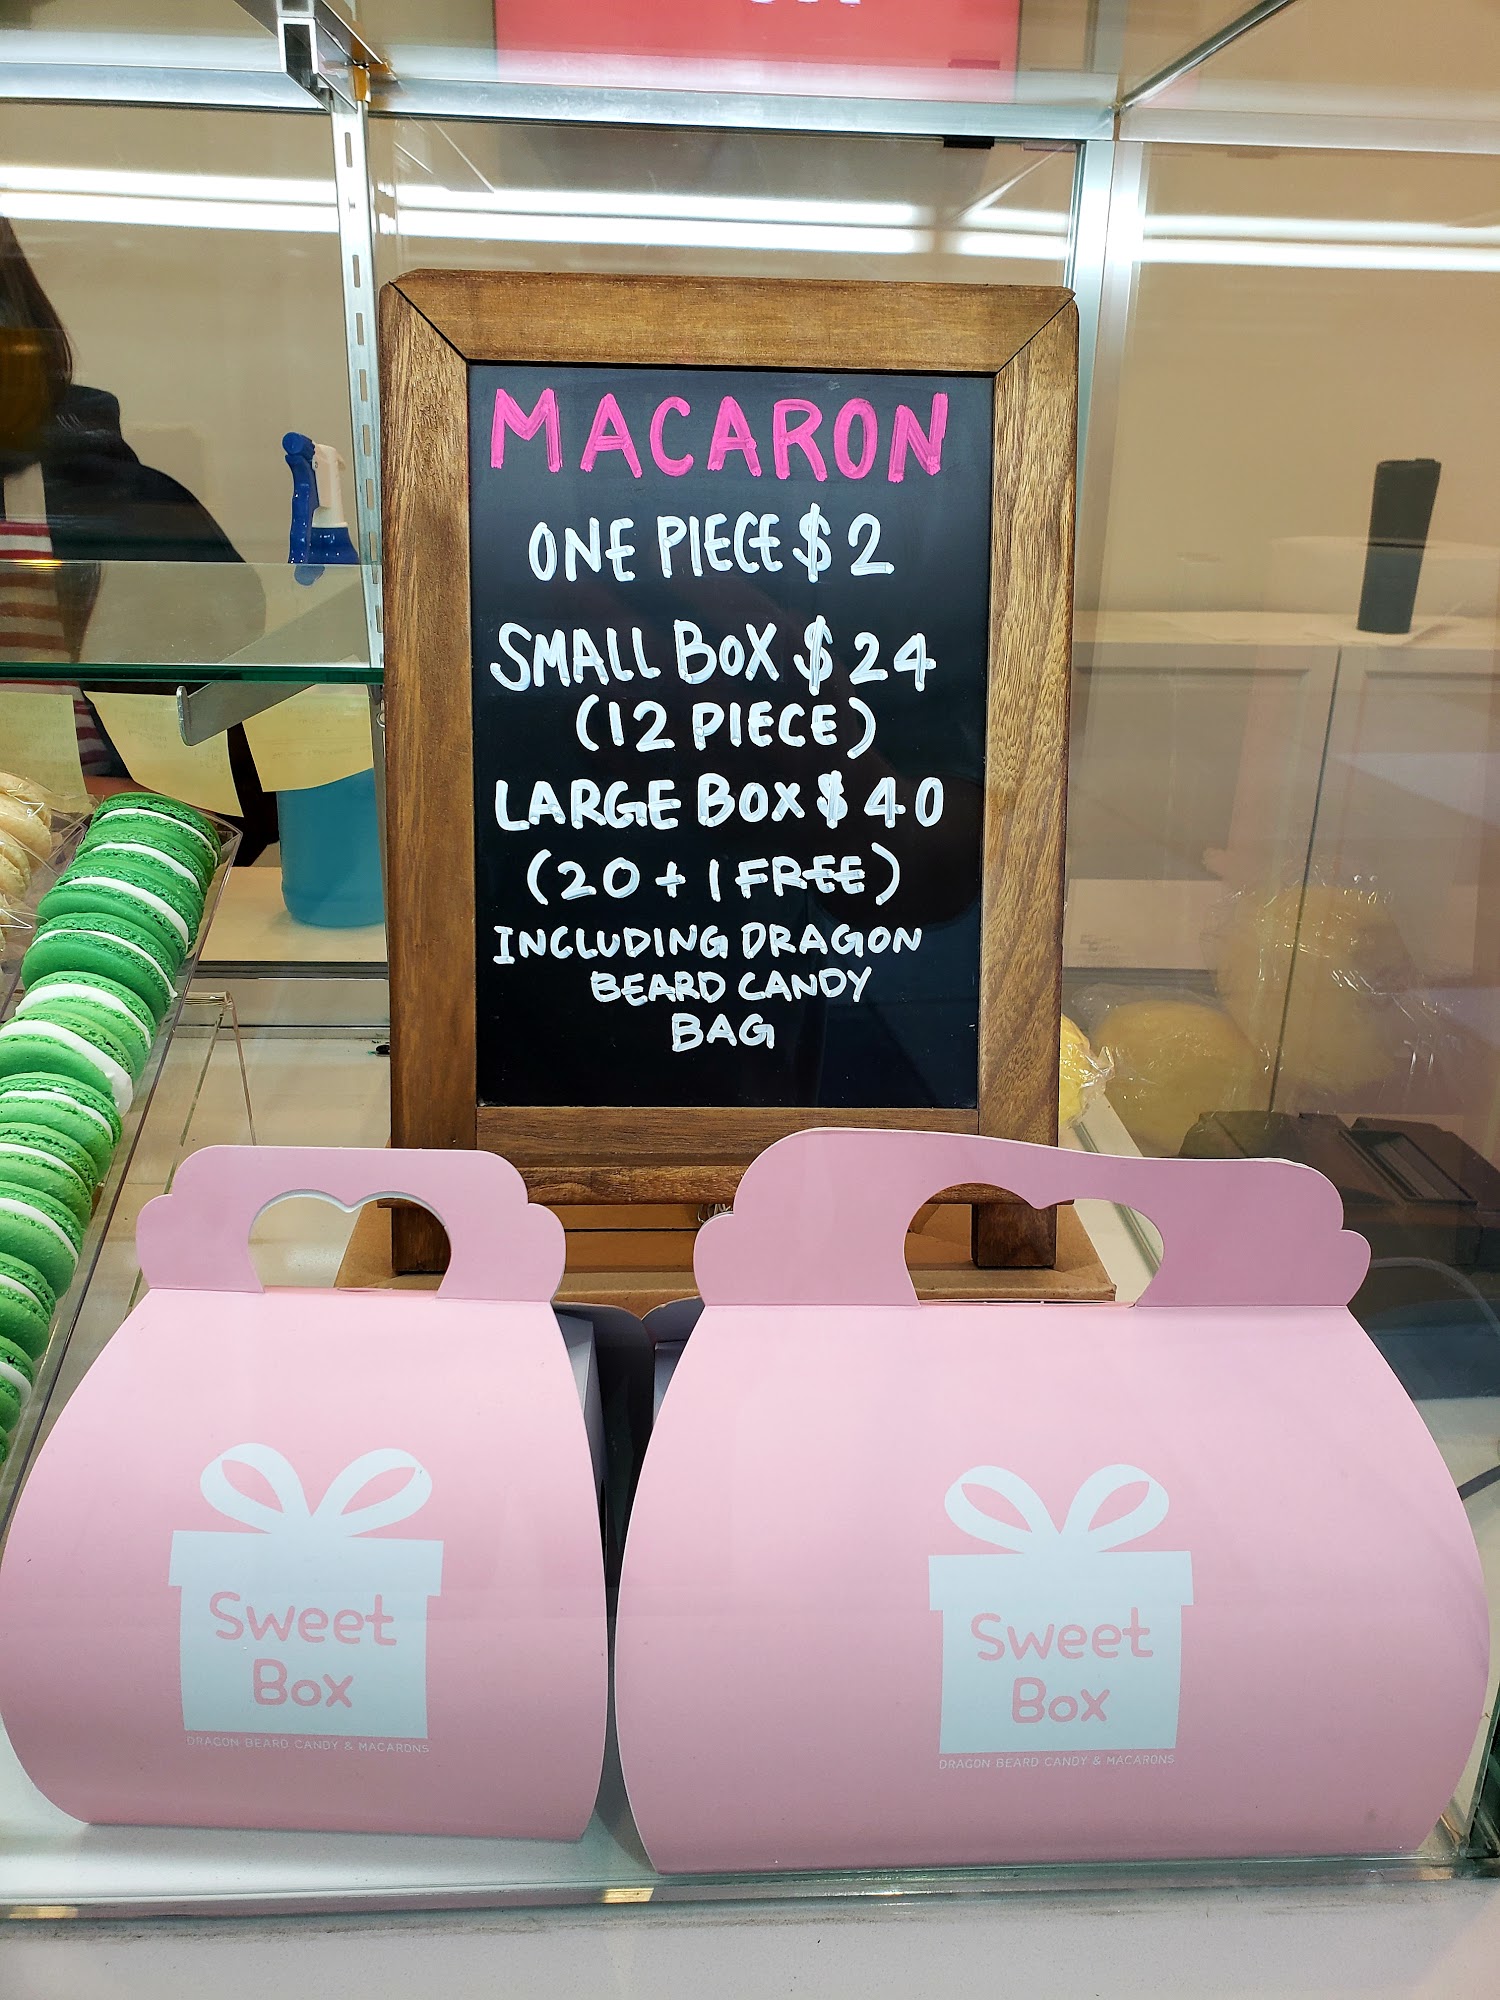 MACARON
ONE PIECE $2
SMALL BOX $24
(12 PIECE)
LARGE BOX $40
(20 + 1 FREE)
INCLUDING DRAGON
BEARD CANDY
BAG
Sweet
Box
DRAGON BEARD CANDY & MACARONS
Sweet
Box
DRAGON BEARD CANDY & MACARONS